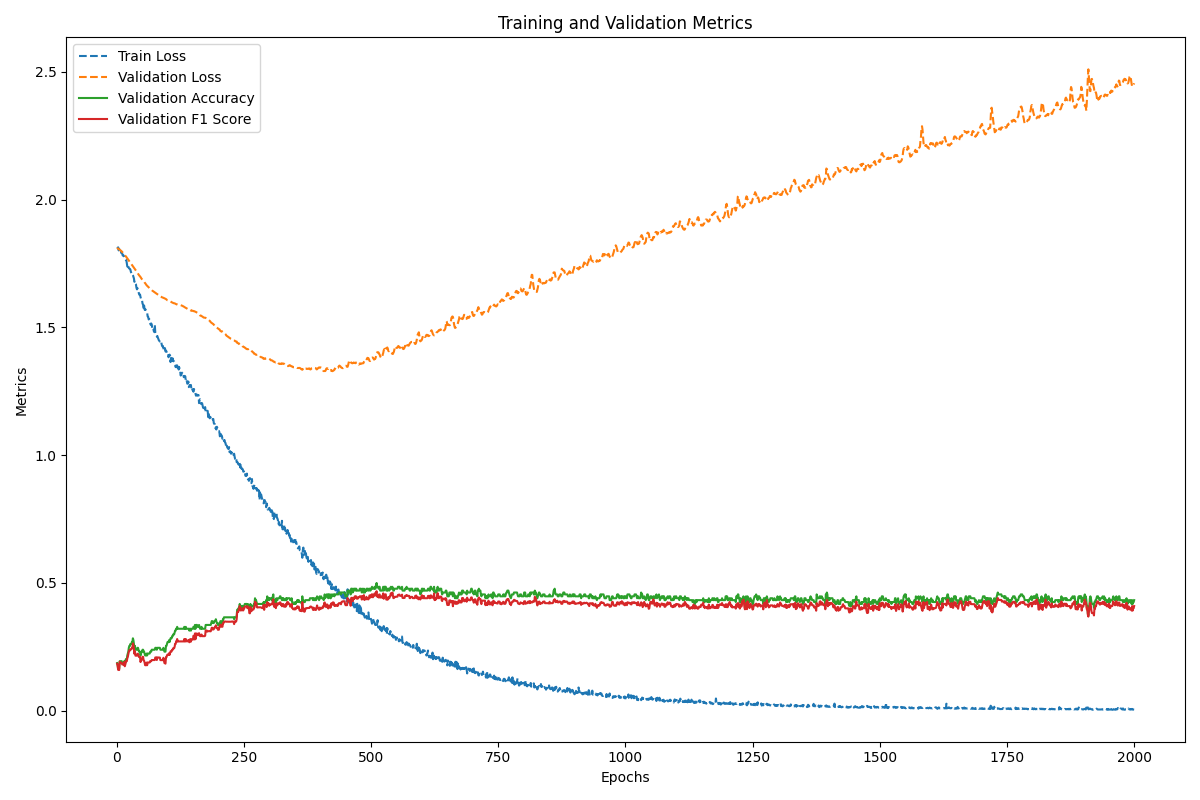 Training and Validation Metrics
Train Loss
Validation Loss
Validation Accuracy
Validation F1 Score
2.5
2.0
1.5
1.0
0.5
0.0
Metrics
0 250 500 750 1000 1250 1500 1750 2000
Epochs